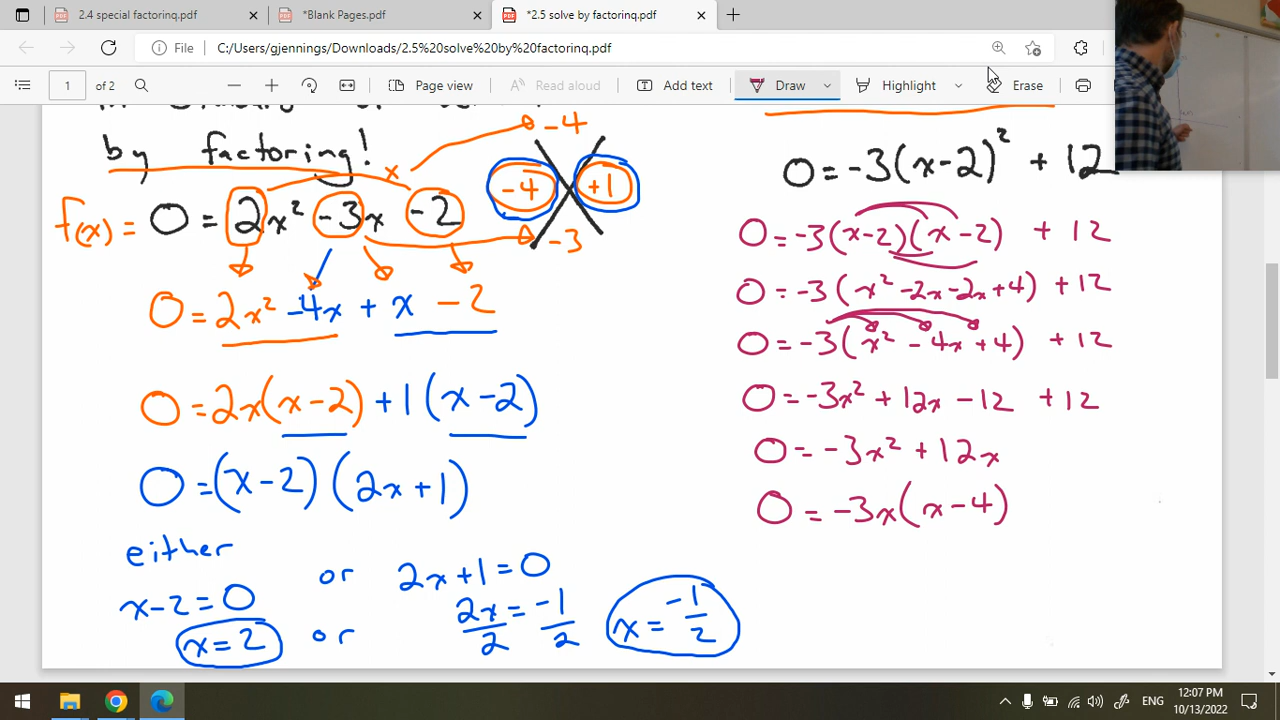 2.4 special factorinq.pdf
*Blank Pages.pdf
*2.5 solve by factorinq.pdf
File
C:/Users/gjennings/Downloads/2.5%20solve%20by%20factorinq.pdf
1 of 2
Page view
Read aloud
Add text
Draw
Highlight
Erase
by factoring!
f(x) = 0 = 2x² -3x -2
x
-4
-4 +1
-3
0 = 2x² -4x + x - 2
0 = 2x(x-2) +1(x-2)
0 = (x-2)(2x+1)
either
x-2=0
x=2
or
or
2x+1=0
2x/2 = -1/2
x = -1/2
0 = -3(x-2)² + 12
0 = -3(x-2)(x-2) + 12
0 = -3(x² -2x -2x +4) + 12
0 = -3(x² - 4x +4) + 12
0 = -3x² + 12x - 12 + 12
0 = -3x² + 12x
0 = -3x(x-4)
ENG
12:07 PM
10/13/2022